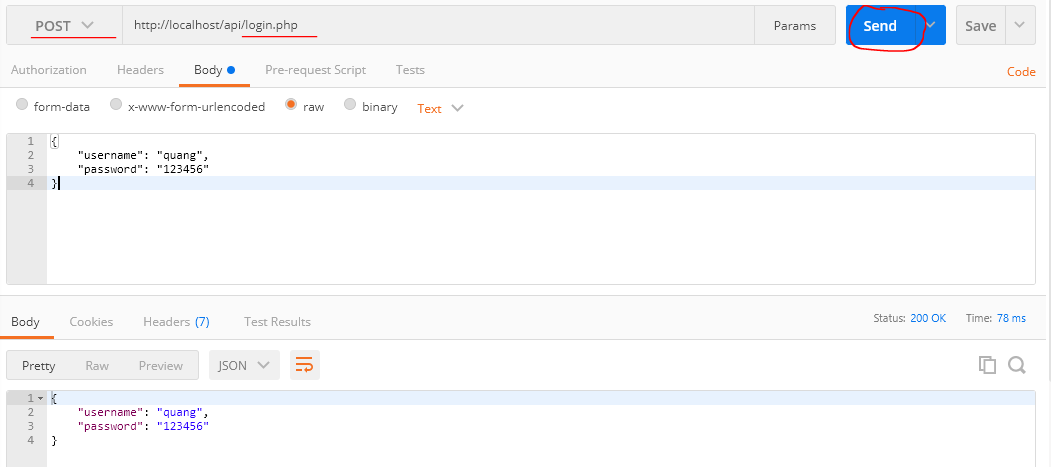 POST http://localhost/api/login.php Params Send Save
Authorization Headers Body Pre-request Script Tests Code
form-data x-www-form-urlencoded raw binary Text
1 {
2 "username": "quang",
3 "password": "123456"
4 }
Body Cookies Headers (7) Test Results Status: 200 OK Time: 78 ms
Pretty Raw Preview JSON
1 {
2 "username": "quang",
3 "password": "123456"
4 }